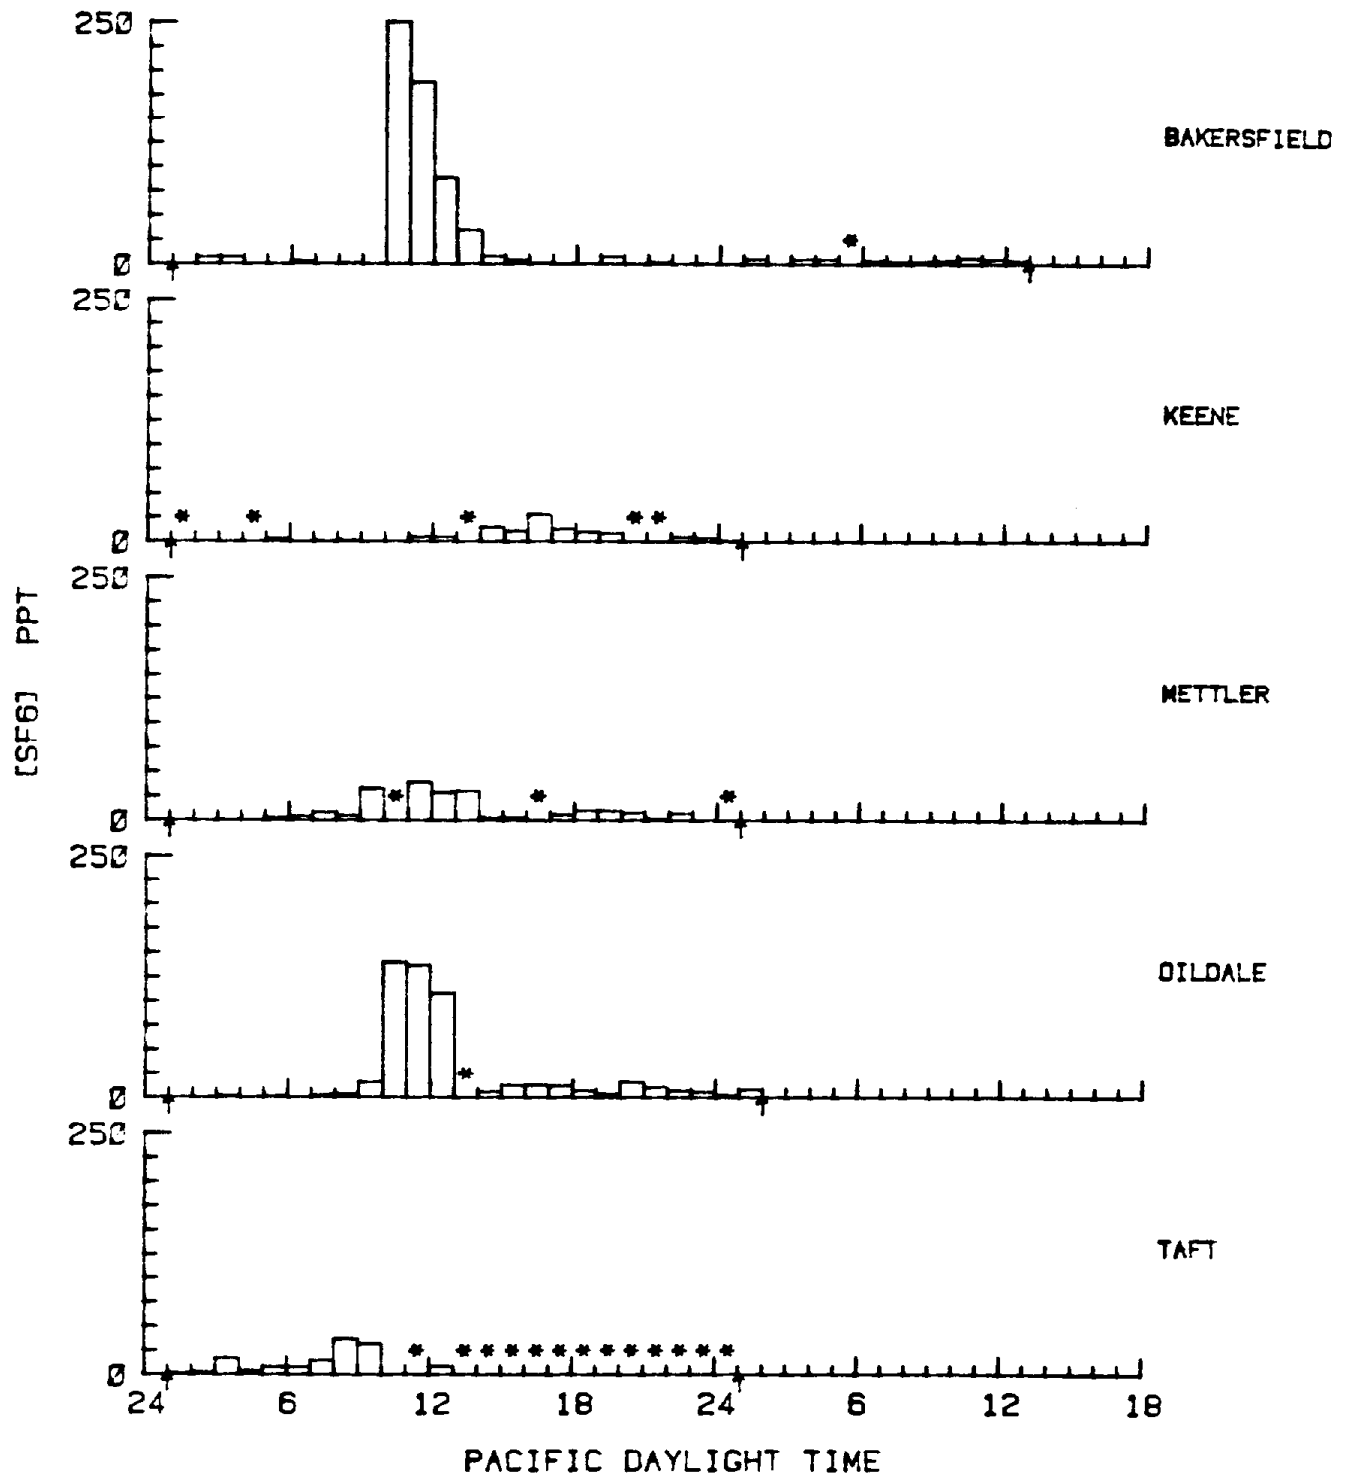 250
BAKERSFIELD
*
0
250
KEENE
* * * * *
0
250
METTLER
* * *
0
[SF6] PPT
250
OILDALE
*
0
250
TAFT
* * * * * * * * * * * * *
0
24 6 12 18 24 6 12 18
PACIFIC DAYLIGHT TIME